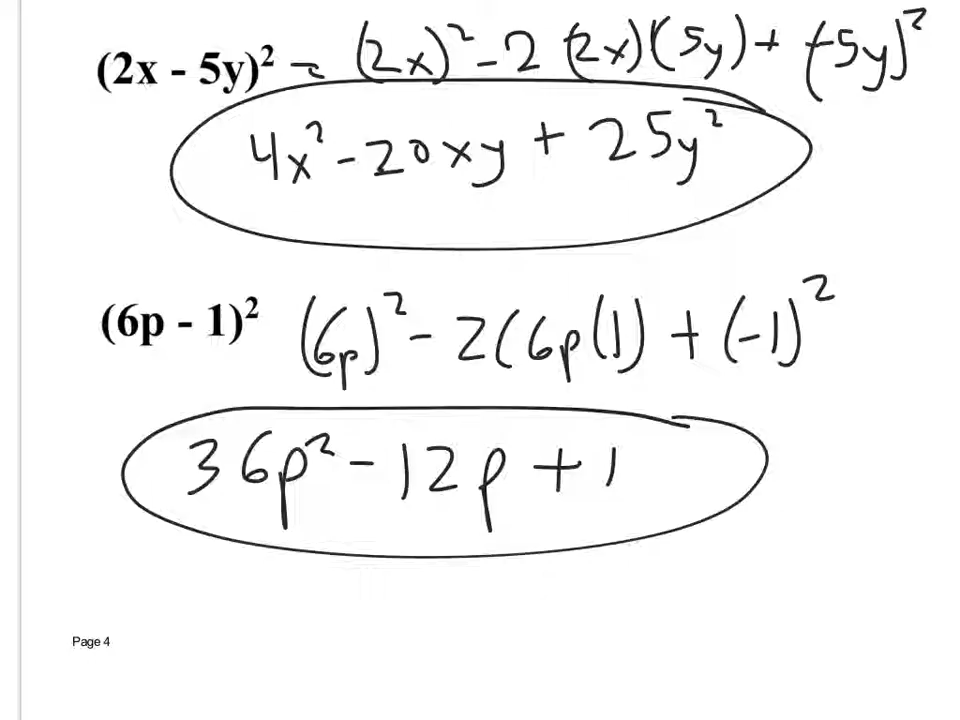 (2x - 5y)² = (2x)² - 2 (2x)(5y) + (-5y)²
4x² - 20xy + 25y²
(6p - 1)² (6p)² - 2(6p(1) + (-1)²
36p² - 12p + 1
Page 4